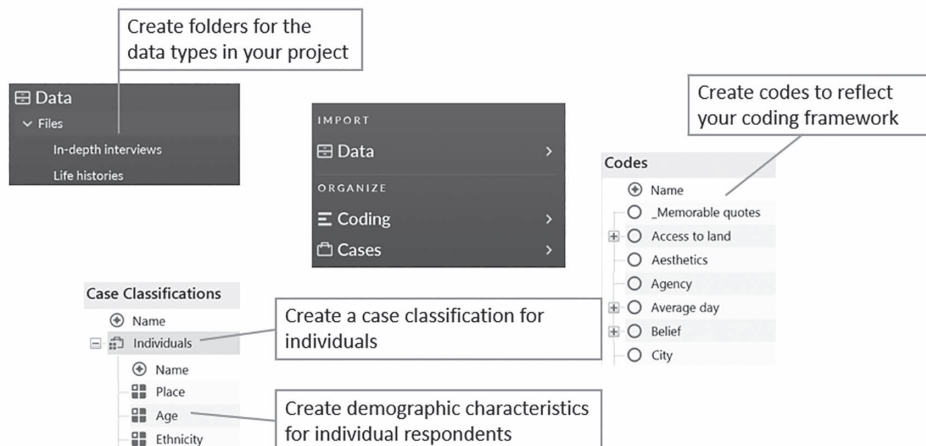 Create folders for the
data types in your project
Data
Files
In-depth interviews
Life histories
IMPORT
Data
ORGANIZE
Coding
Cases
Create codes to reflect
your coding framework
Codes
Name
_Memorable quotes
Access to land
Aesthetics
Agency
Average day
Belief
City
Case Classifications
Name
Individuals
Name
Place
Age
Ethnicity
Create a case classification for
individuals
Create demographic characteristics
for individual respondents